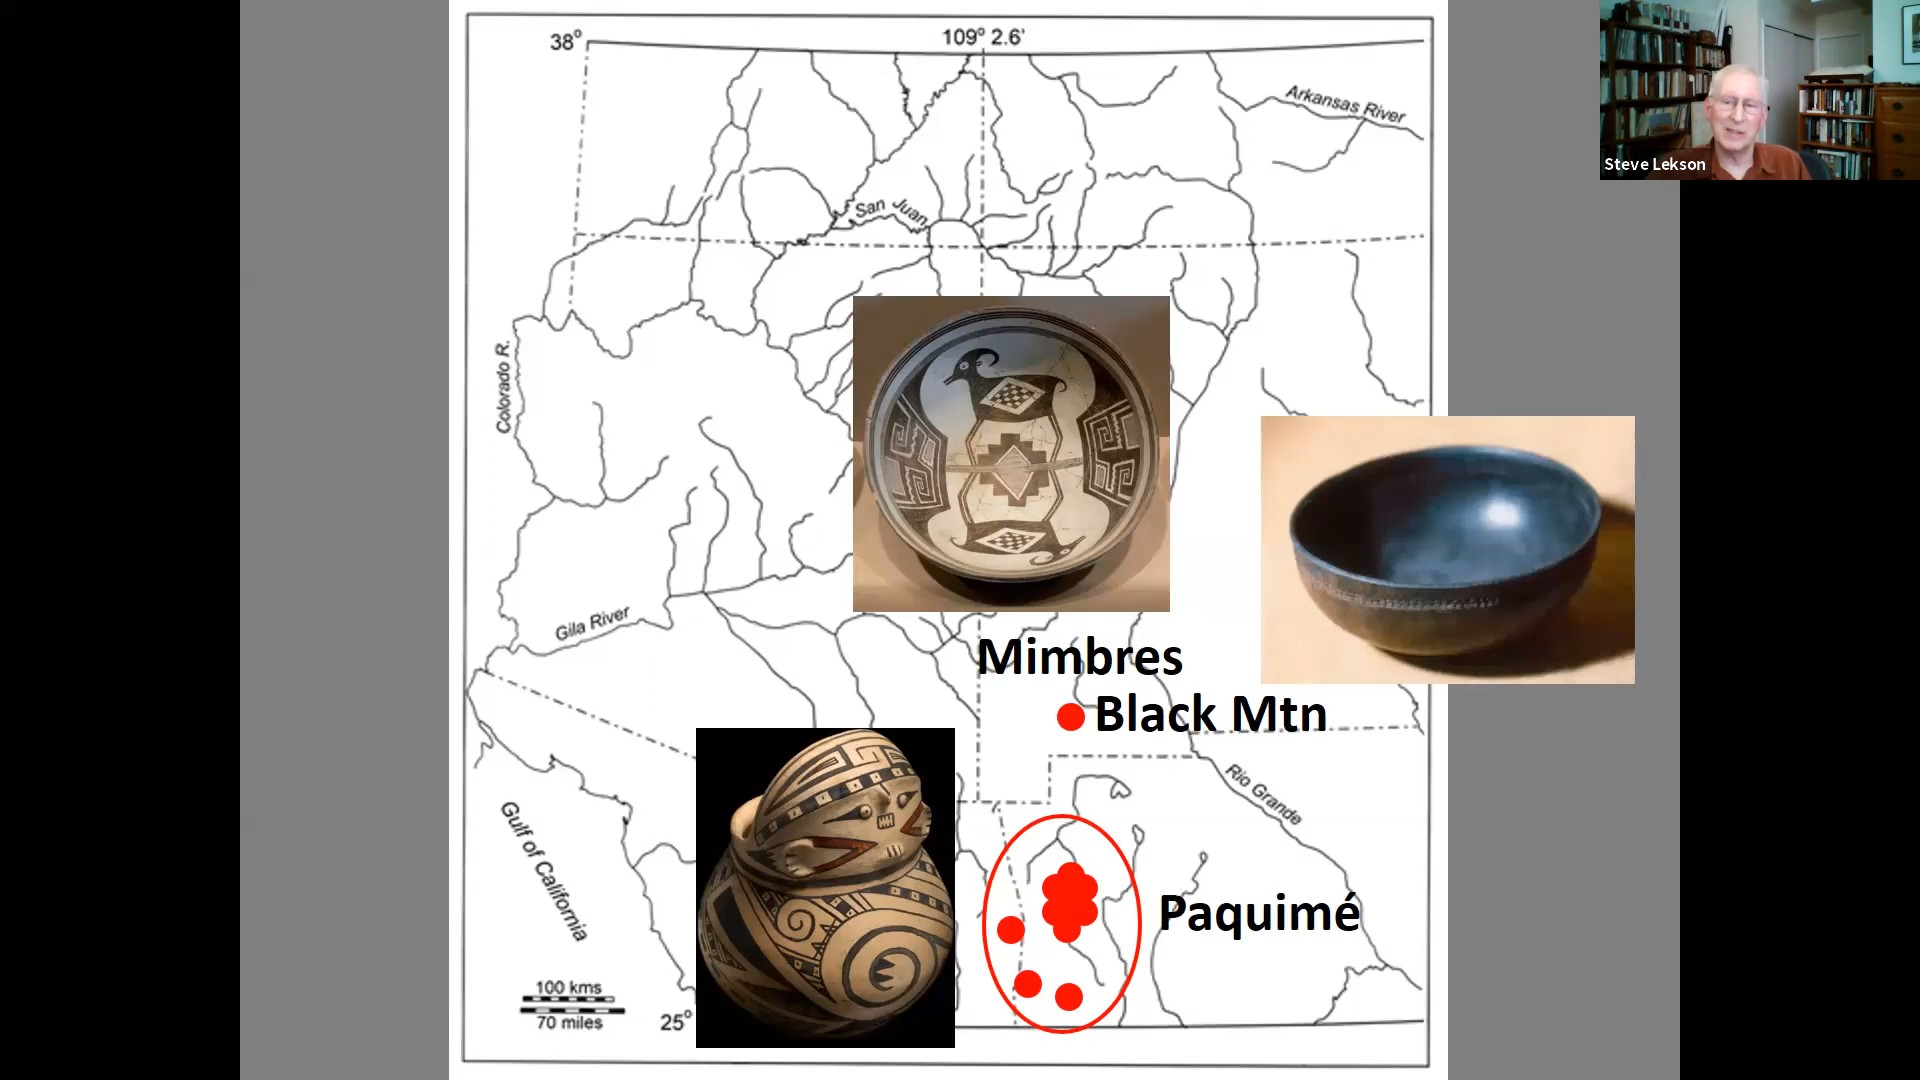 38°
109° 2.6'
Arkansas River
Steve Lekson
San Juan
Colorado R.
Gila River
Mimbres
Black Mtn
Rio Grande
Gulf of California
Paquimé
100 kms
70 miles
25°